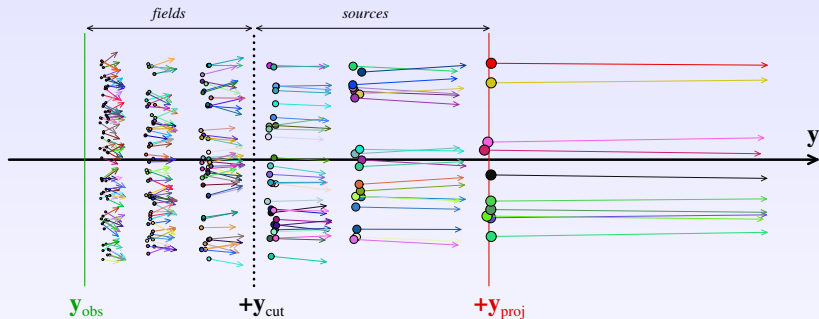 fields sources
y
y_obs +y_cut +y_proj